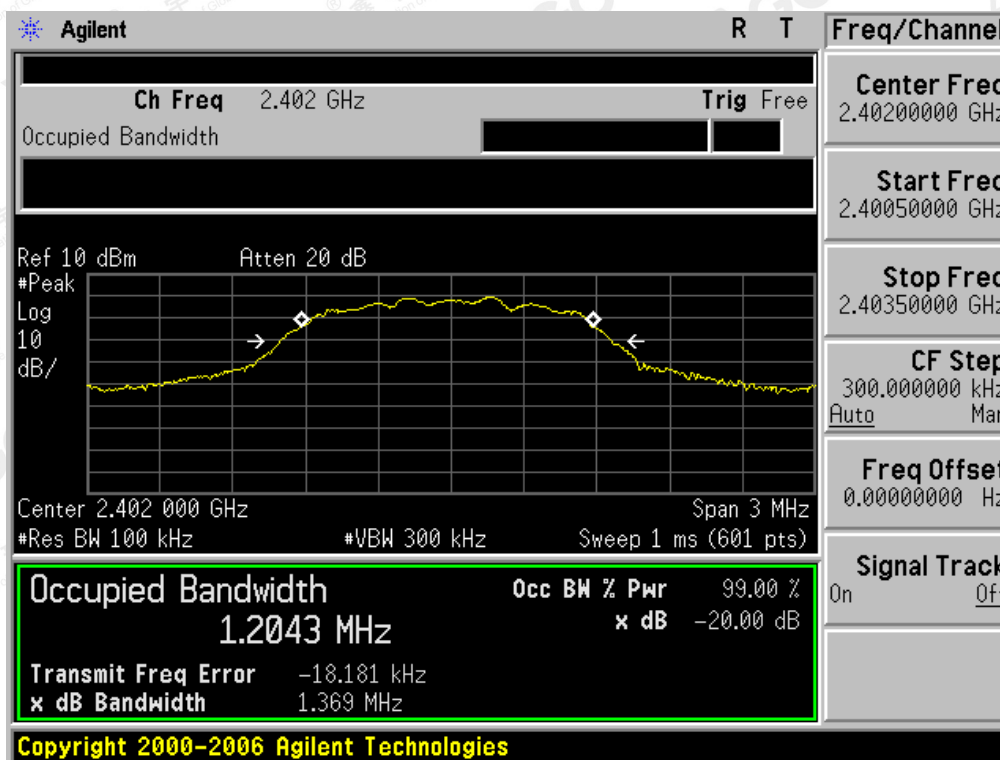 Agilent
R T
Freq/Channel
Ch Freq 2.402 GHz
Trig Free
Occupied Bandwidth
Center Freq
2.40200000 GHz
Start Freq
2.40050000 GHz
Ref 10 dBm
Atten 20 dB
#Peak
Log
10
dB/
Stop Freq
2.40350000 GHz
CF Step
300.000000 kHz
Auto Man
Center 2.402 000 GHz
Span 3 MHz
#Res BW 100 kHz
#VBW 300 kHz
Sweep 1 ms (601 pts)
Freq Offset
0.00000000 Hz
Occupied Bandwidth
1.2043 MHz
Occ BW % Pwr 99.00 %
x dB -20.00 dB
Transmit Freq Error -18.181 kHz
x dB Bandwidth 1.369 MHz
Signal Track
On Off
Copyright 2000-2006 Agilent Technologies